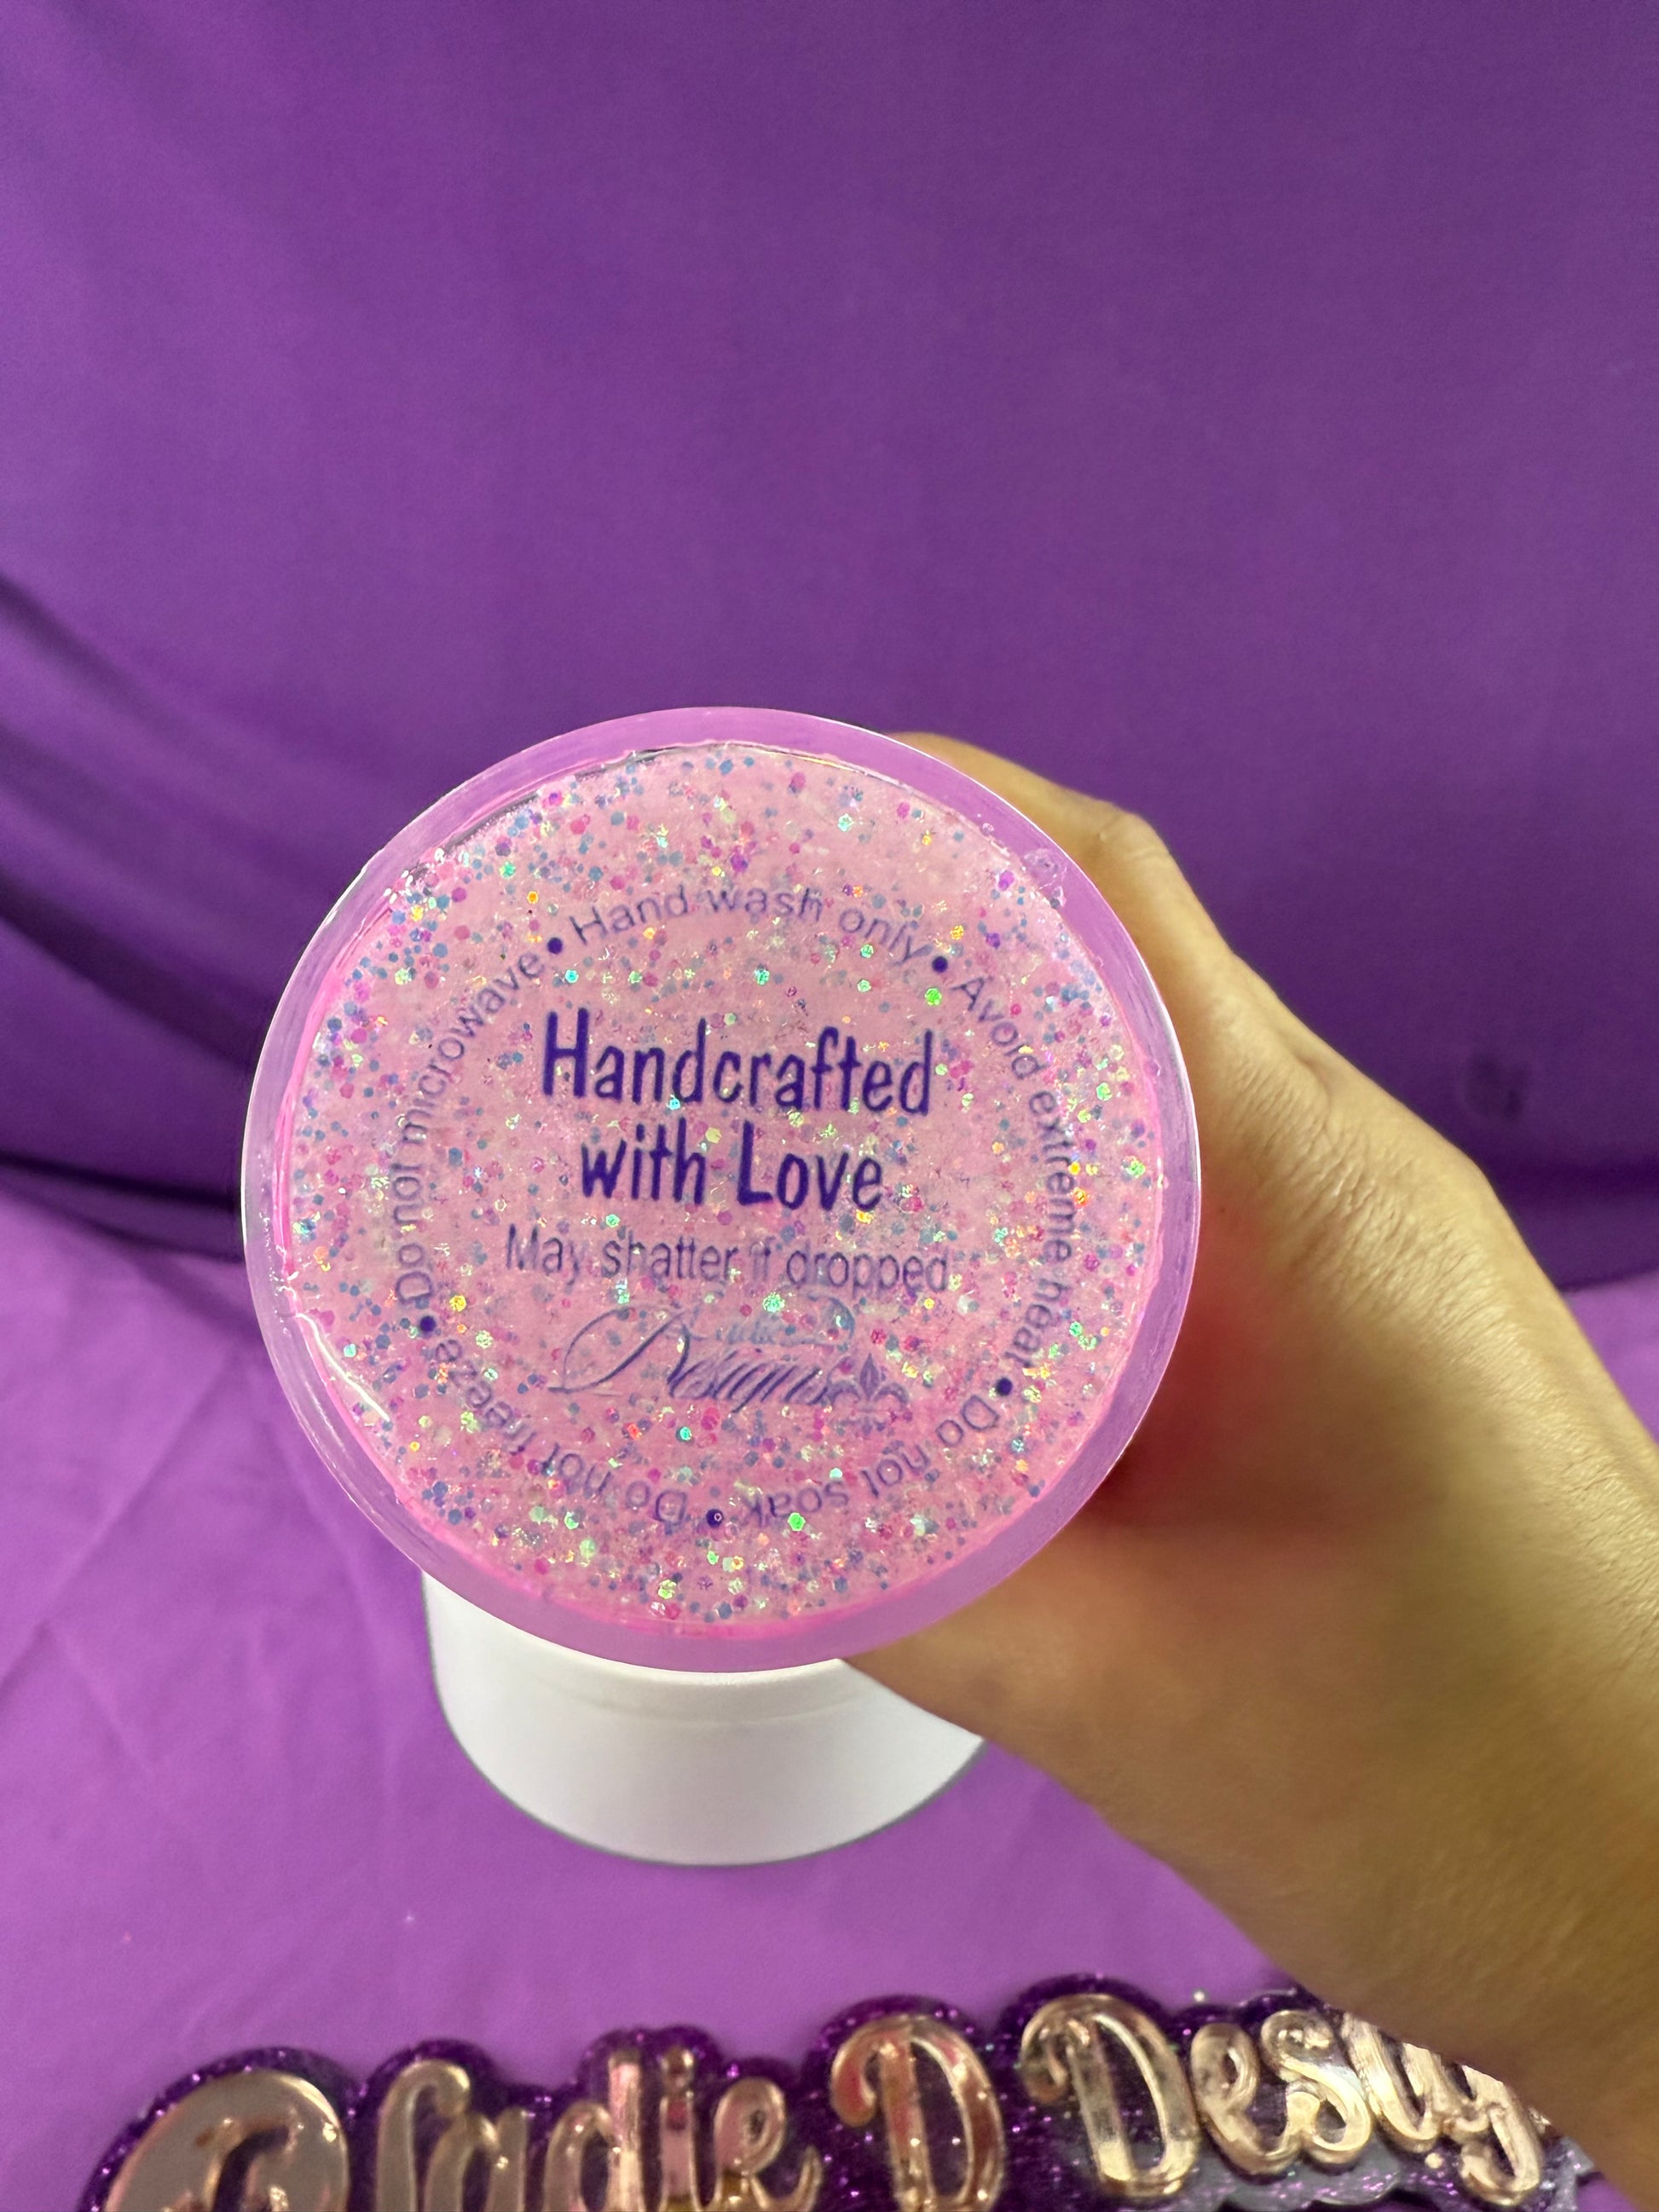 • Hand wash only • Avoid extreme heat • Do not soak • Do not freeze • Do not microwave
Handcrafted
with Love
May shatter if dropped
Designs
D